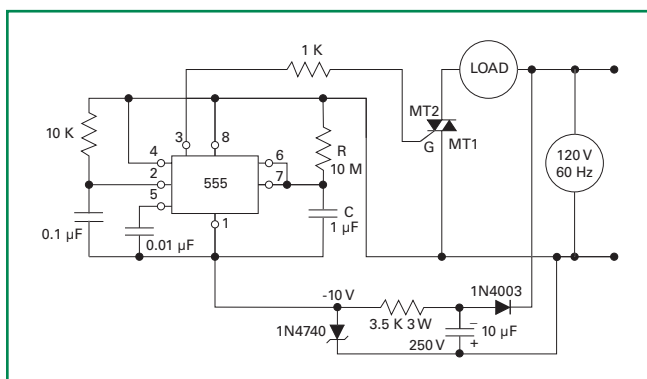 1 K
LOAD
MT2
MT1
G
10 K
3
8
4
6
R
10 M
2
555
7
5
120 V
60 Hz
1
C
1 µF
0.1 µF
0.01 µF
-10 V
1N4003
3.5 K 3W
1N4740
–
10 µF
250 V
+